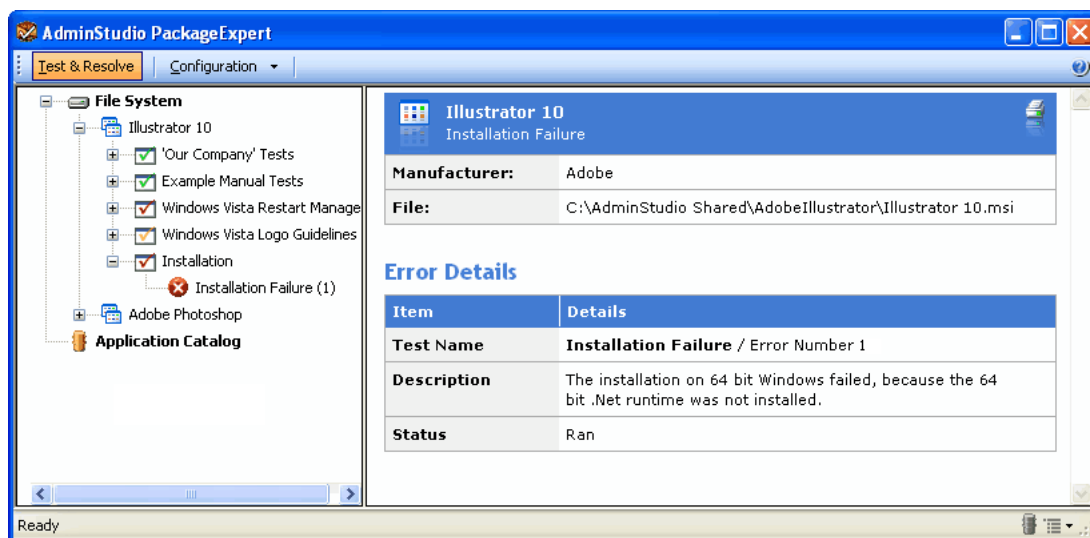 AdminStudio PackageExpert
Test & Resolve
Configuration
File System
Illustrator 10
'Our Company' Tests
Example Manual Tests
Windows Vista Restart Manage
Windows Vista Logo Guidelines
Installation
Installation Failure (1)
Adobe Photoshop
Application Catalog
Illustrator 10
Installation Failure
Manufacturer: Adobe
File: C:\AdminStudio Shared\AdobeIllustrator\Illustrator 10.msi
Error Details
Item Details
Test Name Installation Failure / Error Number 1
Description The installation on 64 bit Windows failed, because the 64
bit .Net runtime was not installed.
Status Ran
Ready